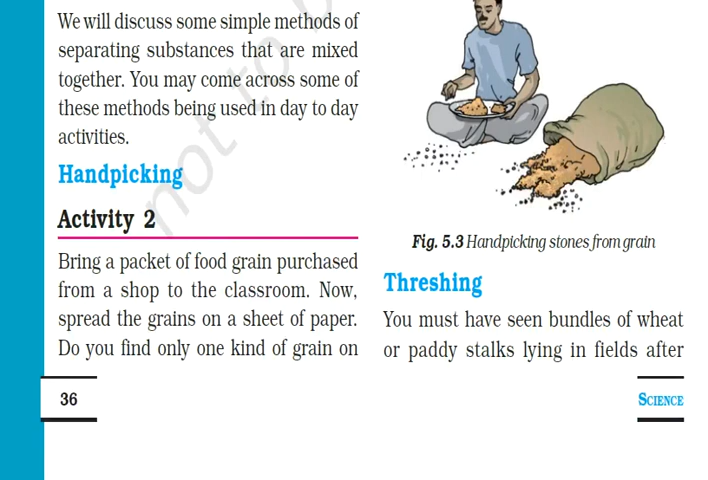 We will discuss some simple methods of
separating substances that are mixed
together. You may come across some of
these methods being used in day to day
activities.
Handpicking
Activity 2
Bring a packet of food grain purchased
from a shop to the classroom. Now,
spread the grains on a sheet of paper.
Do you find only one kind of grain on
Fig. 5.3 Handpicking stones from grain
Threshing
You must have seen bundles of wheat
or paddy stalks lying in fields after
36
SCIENCE
not to b